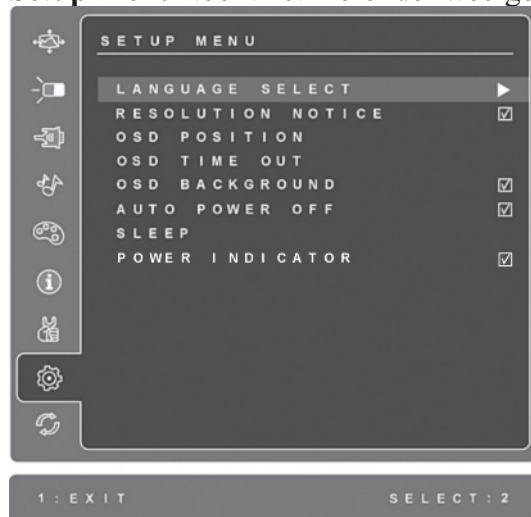 SETUP MENU
LANGUAGE SELECT
RESOLUTION NOTICE
OSD POSITION
OSD TIME OUT
OSD BACKGROUND
AUTO POWER OFF
SLEEP
POWER INDICATOR
1:EXIT SELECT:2